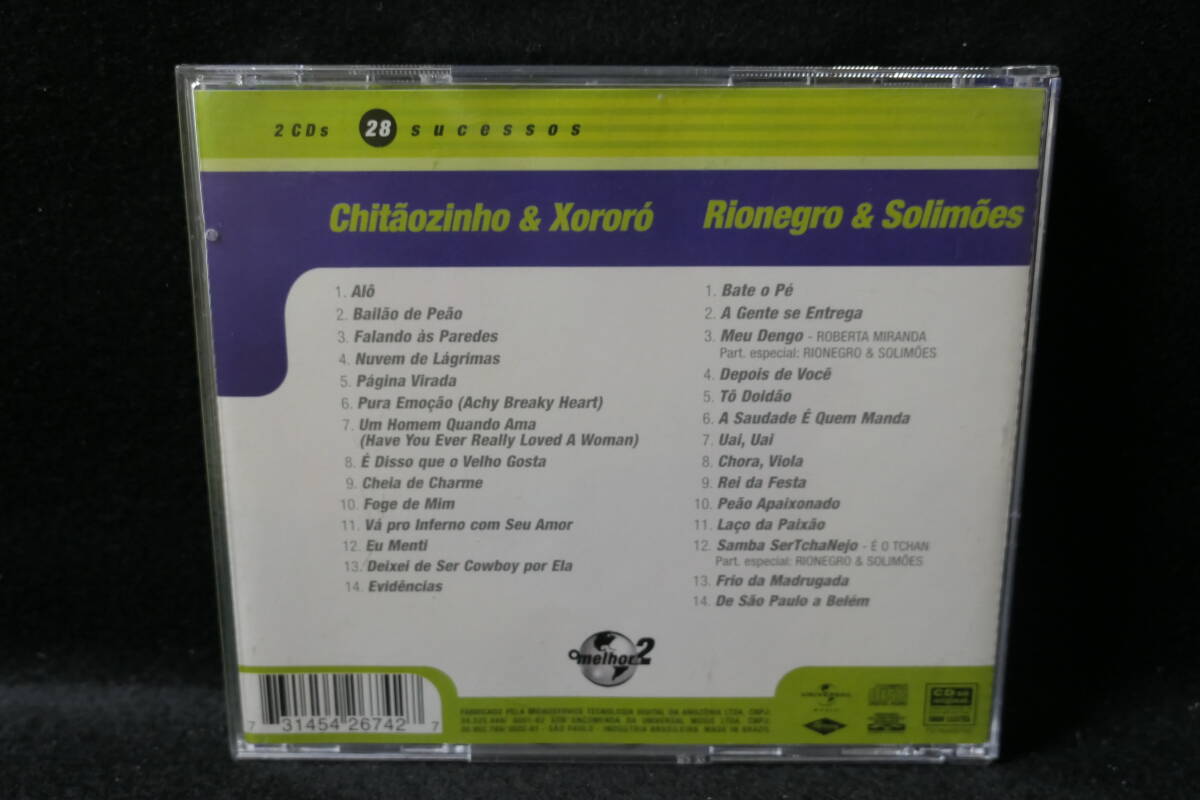 2 CDs 28 sucessos
Chitãozinho & Xororó
1. Alô
2. Bailão de Peão
3. Falando às Paredes
4. Nuvem de Lágrimas
5. Página Virada
6. Pura Emoção (Achy Breaky Heart)
7. Um Homem Quando Ama
(Have You Ever Really Loved A Woman)
8. É Disso que o Velho Gosta
9. Cheia de Charme
10. Foge de Mim
11. Vá pro Inferno com Seu Amor
12. Eu Menti
13. Deixei de Ser Cowboy por Ela
14. Evidências
Rionegro & Solimões
1. Bate o Pé
2. A Gente se Entrega
3. Meu Dengo - ROBERTA MIRANDA
Part. especial: RIONEGRO & SOLIMÕES
4. Depois de Você
5. Tô Doidão
6. A Saudade É Quem Manda
7. Uai, Uai
8. Chora, Viola
9. Rei da Festa
10. Peão Apaixonado
11. Laço da Paixão
12. Samba SerTchaNejo - É O TCHAN
Part. especial: RIONEGRO & SOLIMÕES
13. Frio da Madrugada
14. De São Paulo a Belém
O melhor 2
7 31454 26742 7
UNIVERSAL